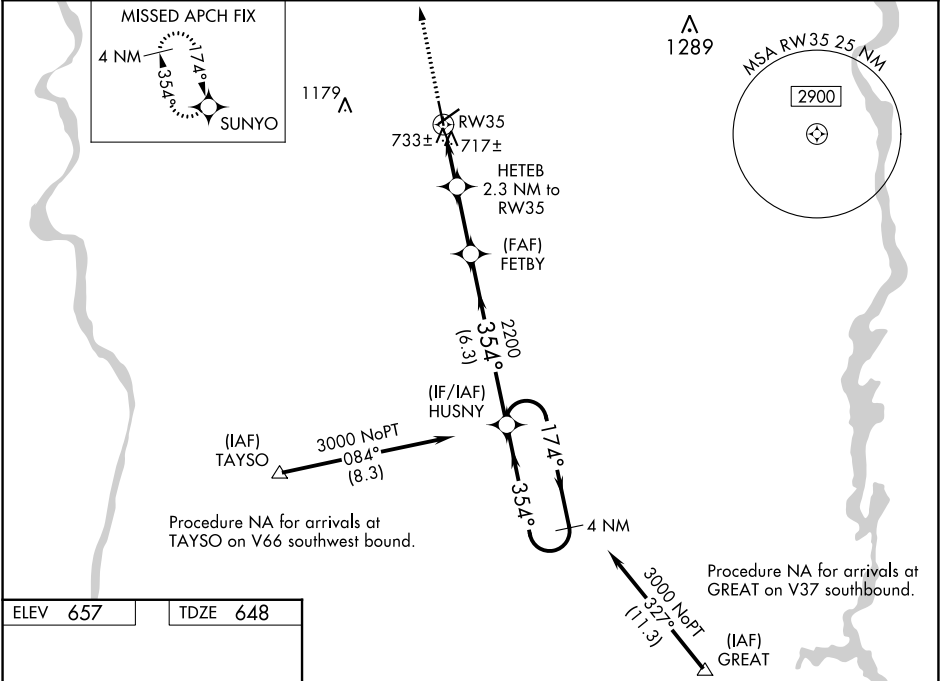 MISSED APCH FIX
4 NM
174°
354°
SUNYO
1179
1289
MSA RW35 25 NM
2900
RW35
733± 717±
HETEB
2.3 NM to
RW35
(FAF)
FETBY
2200
354°
(6.3)
(IF/IAF)
HUSNY
(IAF)
TAYSO
3000 NoPT
084°
(8.3)
174°
354°
4 NM
Procedure NA for arrivals at
TAYSO on V66 southwest bound.
Procedure NA for arrivals at
GREAT on V37 southbound.
3000 NoPT
327°
(11.3)
(IAF)
GREAT
ELEV 657
TDZE 648